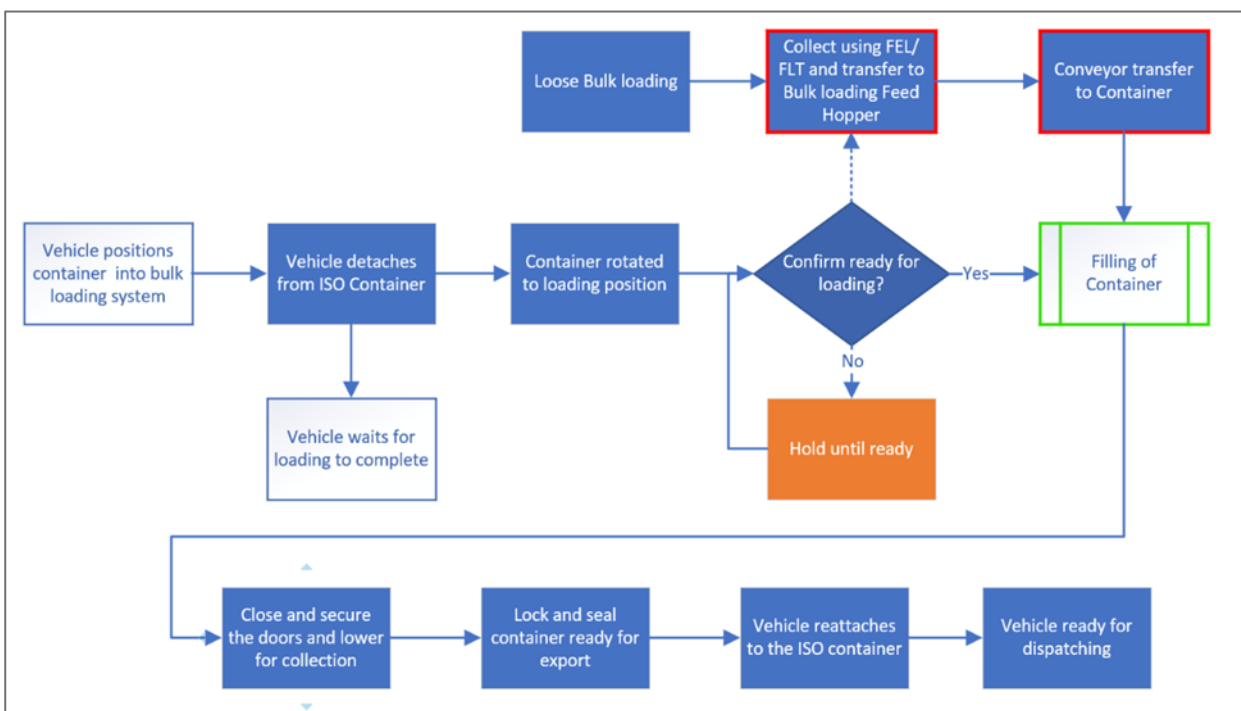 Loose Bulk loading
Collect using FEL/
FLT and transfer to
Bulk loading Feed
Hopper
Conveyor transfer
to Container
Vehicle positions
container into bulk
loading system
Vehicle detaches
from ISO Container
Container rotated
to loading position
Confirm ready for
loading?
Yes
Filling of
Container
No
Vehicle waits for
loading to complete
Hold until ready
Close and secure
the doors and lower
for collection
Lock and seal
container ready for
export
Vehicle reattaches
to the ISO container
Vehicle ready for
dispatching